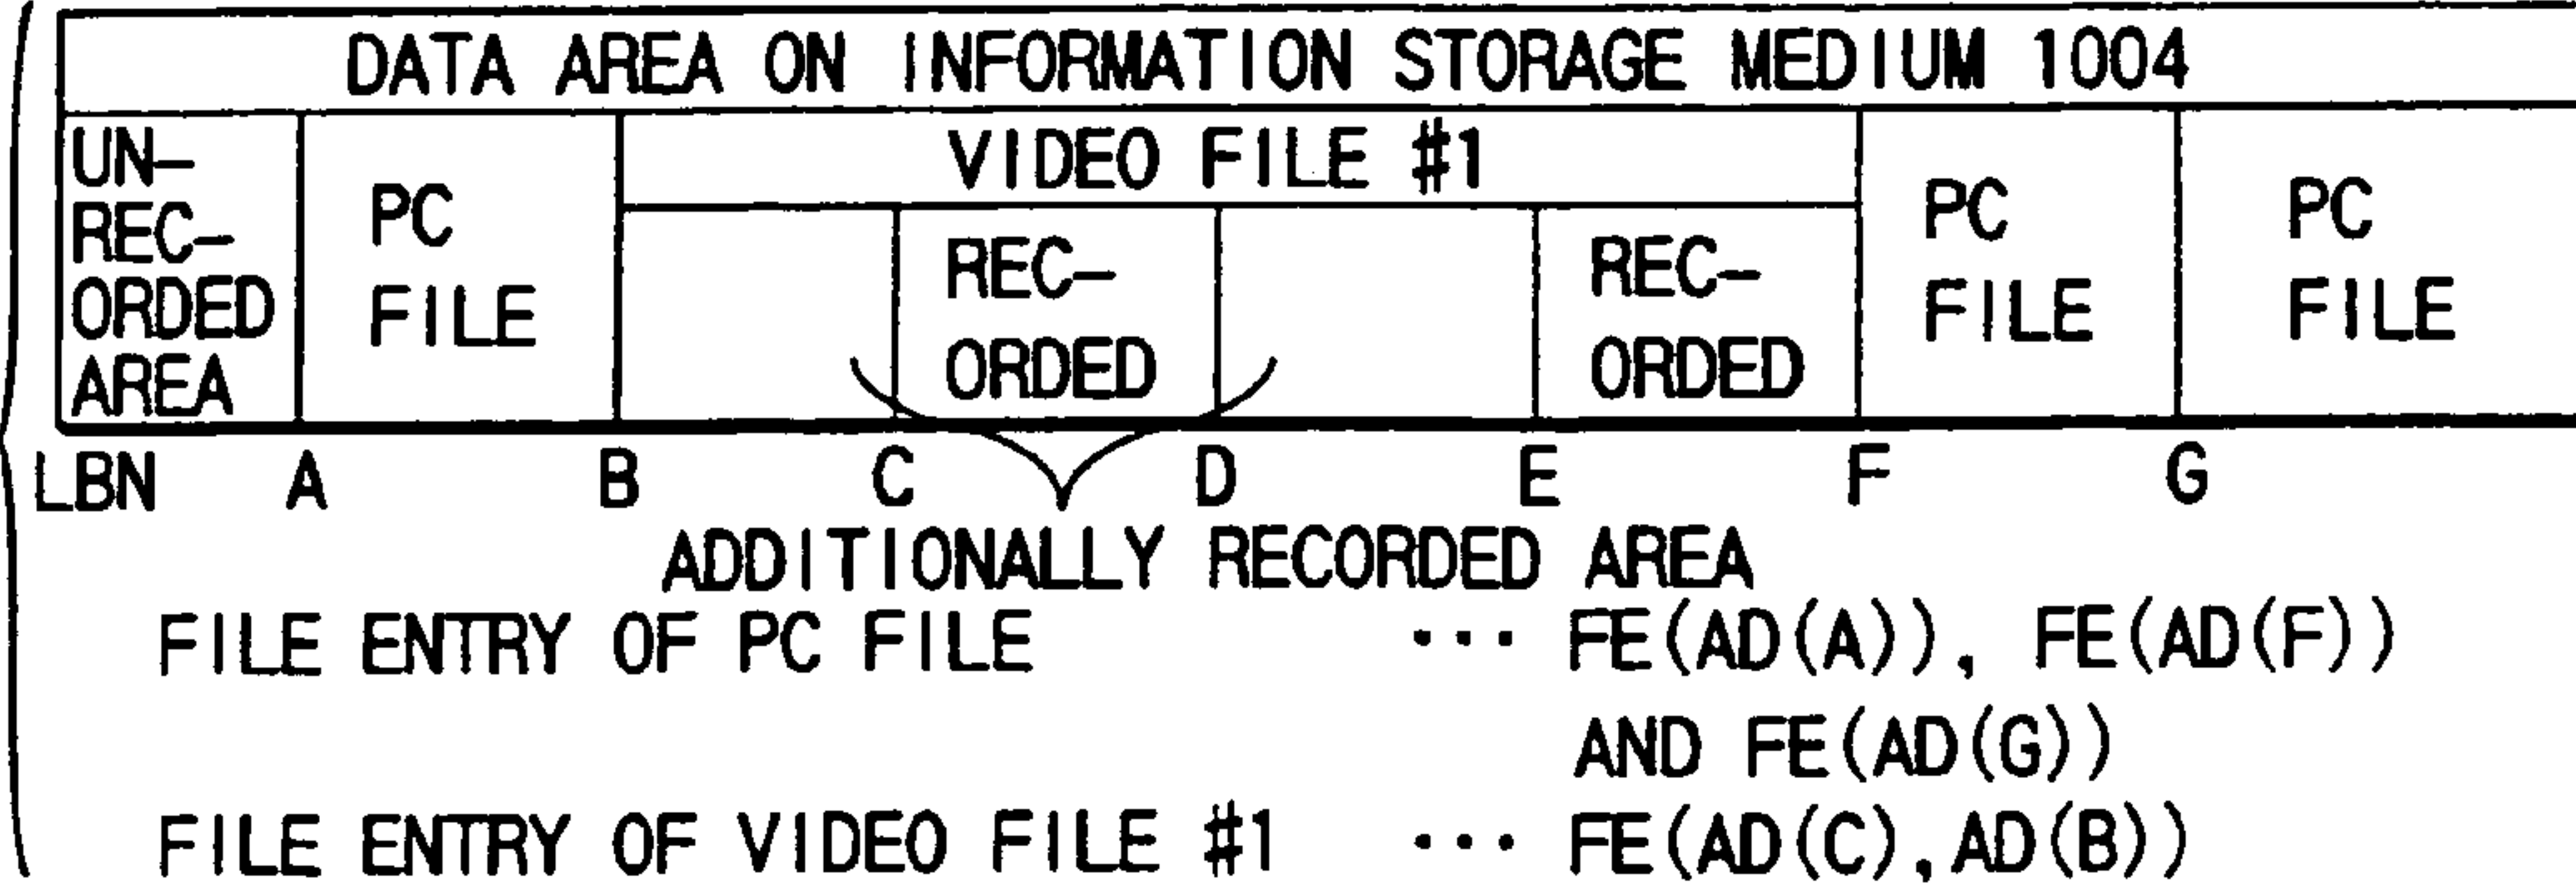 DATA AREA ON INFORMATION STORAGE MEDIUM 1004
UN-
REC-
ORDED
AREA
PC
FILE
VIDEO FILE #1
REC-
ORDED
REC-
ORDED
PC
FILE
PC
FILE
LBN A B C D E F G
ADDITIONALLY RECORDED AREA
FILE ENTRY OF PC FILE ··· FE(AD(A)), FE(AD(F))
AND FE(AD(G))
FILE ENTRY OF VIDEO FILE #1 ··· FE(AD(C),AD(B))